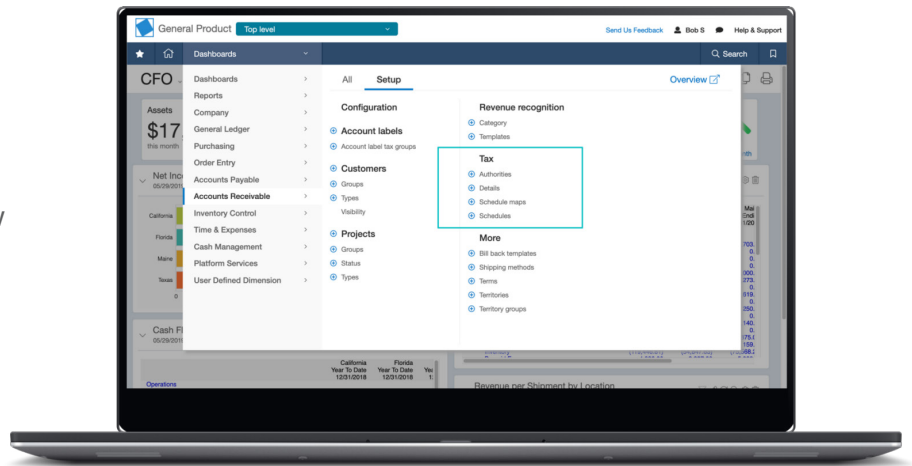 General Product Top level
Send Us Feedback Bob S Help & Support
Dashboards
Search
CFO
Dashboards
Reports
Company
General Ledger
Purchasing
Order Entry
Accounts Payable
Accounts Receivable
Inventory Control
Time & Expenses
Cash Management
Platform Services
User Defined Dimension
All Setup
Overview
Configuration
Account labels
Account label tax groups
Customers
Groups
Types
Visibility
Projects
Groups
Status
Types
Revenue recognition
Category
Templates
Tax
Authorities
Details
Schedule maps
Schedules
More
Bill back templates
Shipping methods
Terms
Territories
Territory groups
Assets
$17
this month
Net Inc
California
Florida
Maine
Texas
0
Cash Fl
California Florida
Year To Date Year To Date
12/31/2018 12/31/2018
Operations
Revenue per Shipment by Location